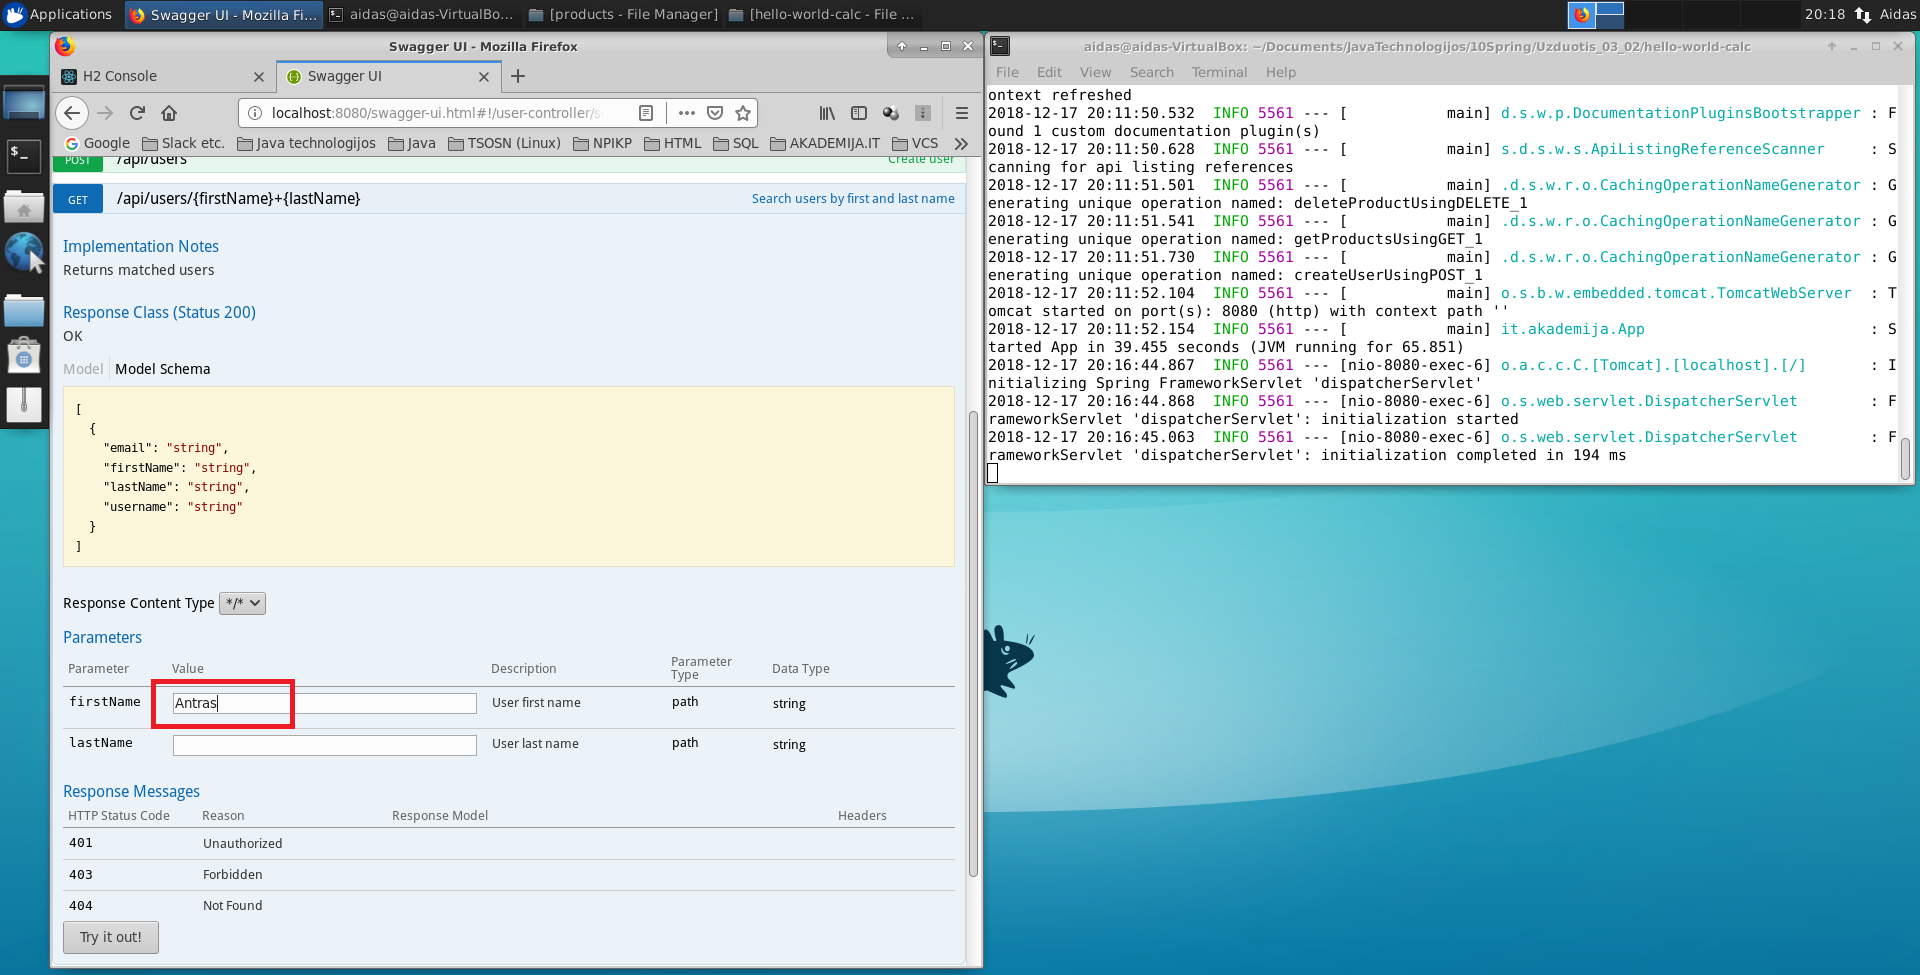 Applications
Swagger UI - Mozilla Fi...
aidas@aidas-VirtualBo...
[products - File Manager]
[hello-world-calc - File ...
20:18
Aidas
Swagger UI - Mozilla Firefox
H2 Console
Swagger UI
localhost:8080/swagger-ui.html#!/user-controller/s
Google
Slack etc.
Java technologijos
Java
TSOSN (Linux)
NPIKP
HTML
SQL
AKADEMIJA.IT
VCS
POST /api/users Create user
GET /api/users/{firstName}+{lastName} Search users by first and last name
Implementation Notes
Returns matched users
Response Class (Status 200)
OK
Model Model Schema
[
{
"email": "string",
"firstName": "string",
"lastName": "string",
"username": "string"
}
]
Response Content Type */*
Parameters
Parameter Value Description Parameter Type Data Type
firstName Antras User first name path string
lastName User last name path string
Response Messages
HTTP Status Code Reason Response Model Headers
401 Unauthorized
403 Forbidden
404 Not Found
Try it out!
aidas@aidas-VirtualBox: ~/Documents/JavaTechnologijos/10Spring/Uzduotis_03_02/hello-world-calc
File Edit View Search Terminal Help
ontext refreshed
2018-12-17 20:11:50.532 INFO 5561 --- [ main] d.s.w.p.DocumentationPluginsBootstrapper : F
ound 1 custom documentation plugin(s)
2018-12-17 20:11:50.628 INFO 5561 --- [ main] s.d.s.w.s.ApiListingReferenceScanner : S
canning for api listing references
2018-12-17 20:11:51.501 INFO 5561 --- [ main] .d.s.w.r.o.CachingOperationNameGenerator : G
enerating unique operation named: deleteProductUsingDELETE_1
2018-12-17 20:11:51.541 INFO 5561 --- [ main] .d.s.w.r.o.CachingOperationNameGenerator : G
enerating unique operation named: getProductsUsingGET_1
2018-12-17 20:11:51.730 INFO 5561 --- [ main] .d.s.w.r.o.CachingOperationNameGenerator : G
enerating unique operation named: createUserUsingPOST_1
2018-12-17 20:11:52.104 INFO 5561 --- [ main] o.s.b.w.embedded.tomcat.TomcatWebServer : T
omcat started on port(s): 8080 (http) with context path ''
2018-12-17 20:11:52.154 INFO 5561 --- [ main] it.akademija.App : S
tarted App in 39.455 seconds (JVM running for 65.851)
2018-12-17 20:16:44.867 INFO 5561 --- [nio-8080-exec-6] o.a.c.c.C.[Tomcat].[localhost].[/] : I
nitializing Spring FrameworkServlet 'dispatcherServlet'
2018-12-17 20:16:44.868 INFO 5561 --- [nio-8080-exec-6] o.s.web.servlet.DispatcherServlet : F
rameworkServlet 'dispatcherServlet': initialization started
2018-12-17 20:16:45.063 INFO 5561 --- [nio-8080-exec-6] o.s.web.servlet.DispatcherServlet : F
rameworkServlet 'dispatcherServlet': initialization completed in 194 ms